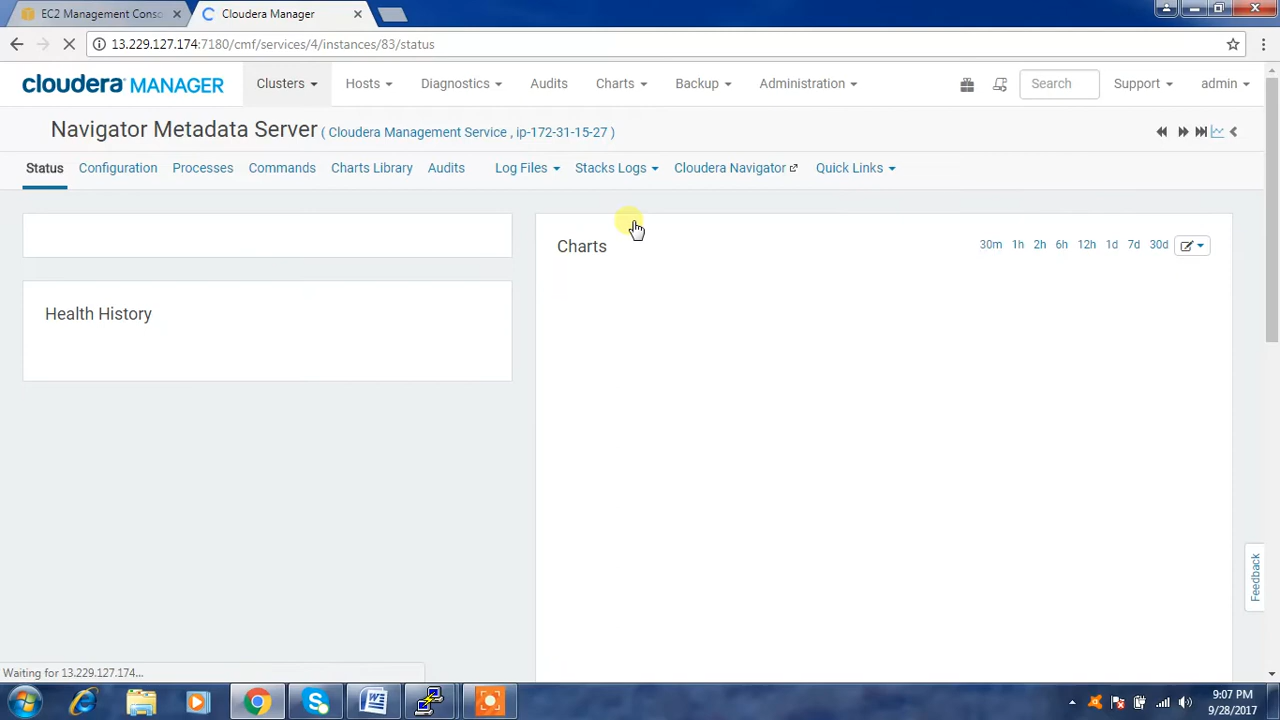 EC2 Management Conso
Cloudera Manager
13.229.127.174:7180/cmf/services/4/instances/83/status
cloudera MANAGER
Clusters
Hosts
Diagnostics
Audits
Charts
Backup
Administration
Search
Support
admin
Navigator Metadata Server ( Cloudera Management Service , ip-172-31-15-27 )
Status
Configuration
Processes
Commands
Charts Library
Audits
Log Files
Stacks Logs
Cloudera Navigator
Quick Links
Charts
30m 1h 2h 6h 12h 1d 7d 30d
Health History
Feedback
Waiting for 13.229.127.174...
9:07 PM
9/28/2017